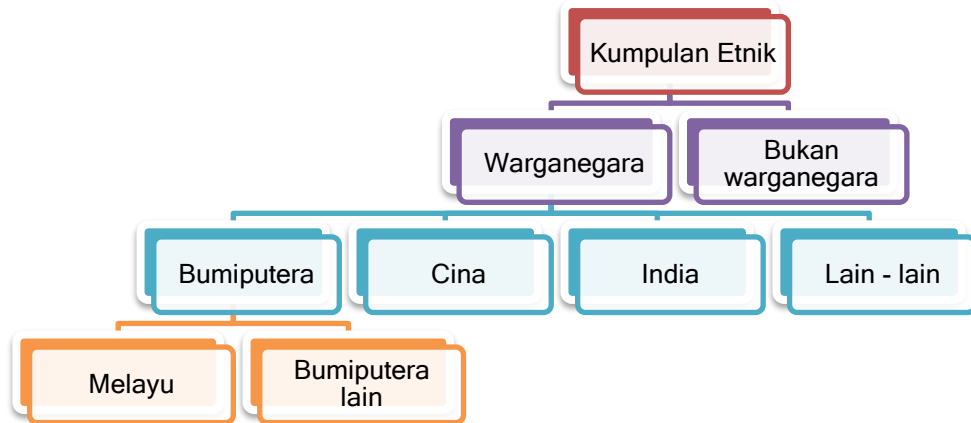 Kumpulan Etnik
Warganegara
Bukan
warganegara
Bumiputera
Cina
India
Lain - lain
Melayu
Bumiputera
lain